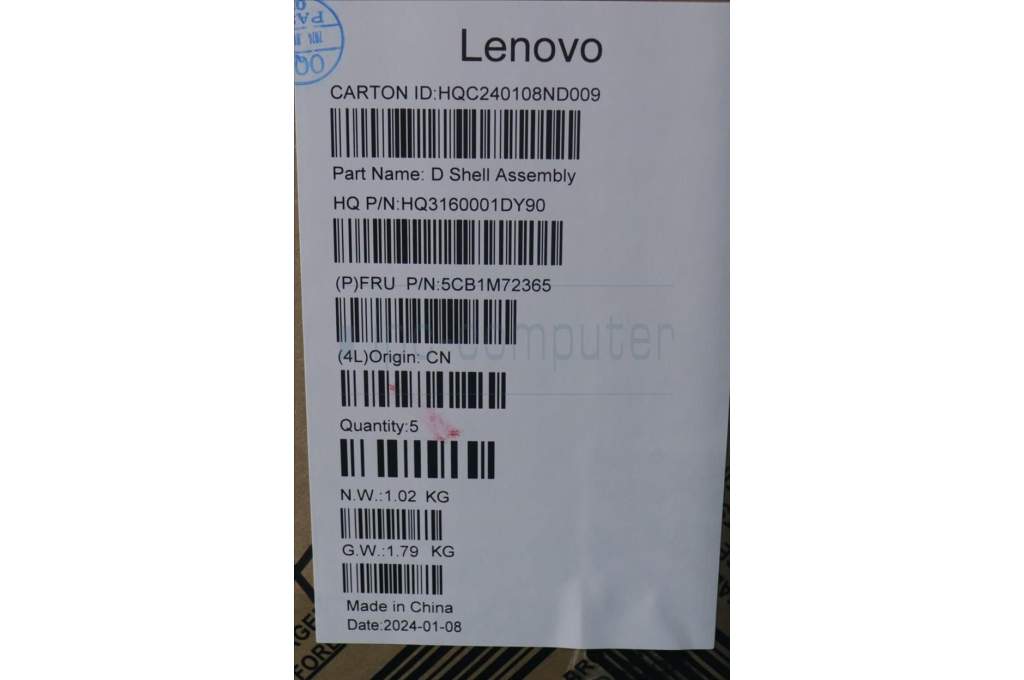 Lenovo
CARTON ID:HQC240108ND009
Part Name: D Shell Assembly
HQ P/N:HQ3160001DY90
(P)FRU P/N:5CB1M72365
computer
(4L)Origin: CN
Quantity:5
N.W.:1.02 KG
G.W.:1.79 KG
Made in China
Date:2024-01-08